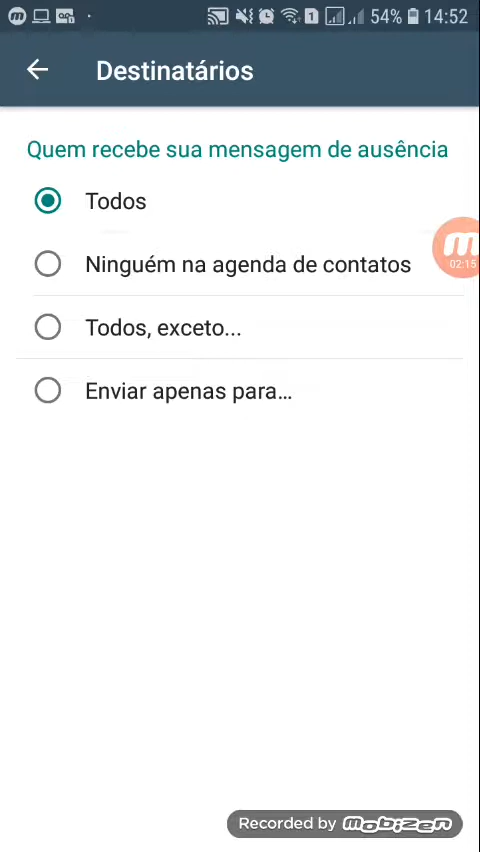 54% 14:52
Destinatários
Quem recebe sua mensagem de ausência
Todos
Ninguém na agenda de contatos
02:15
Todos, exceto...
Enviar apenas para...
Recorded by Mobizen